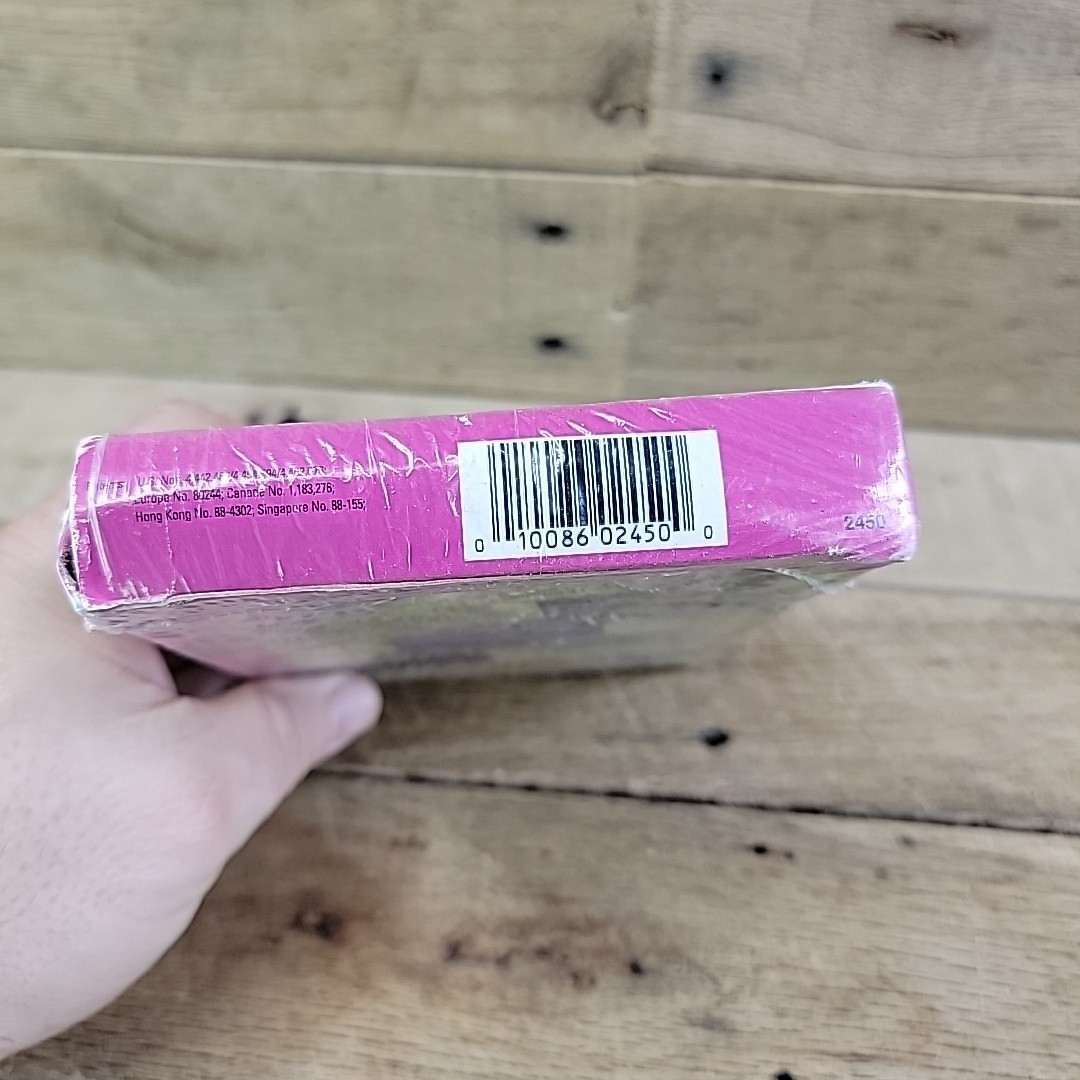 U.S. Nos.
Europe No. 80244; Canada No. 1,183,276;
Hong Kong No. 88-4302; Singapore No. 88-155;
0 10086 02450 0
2450